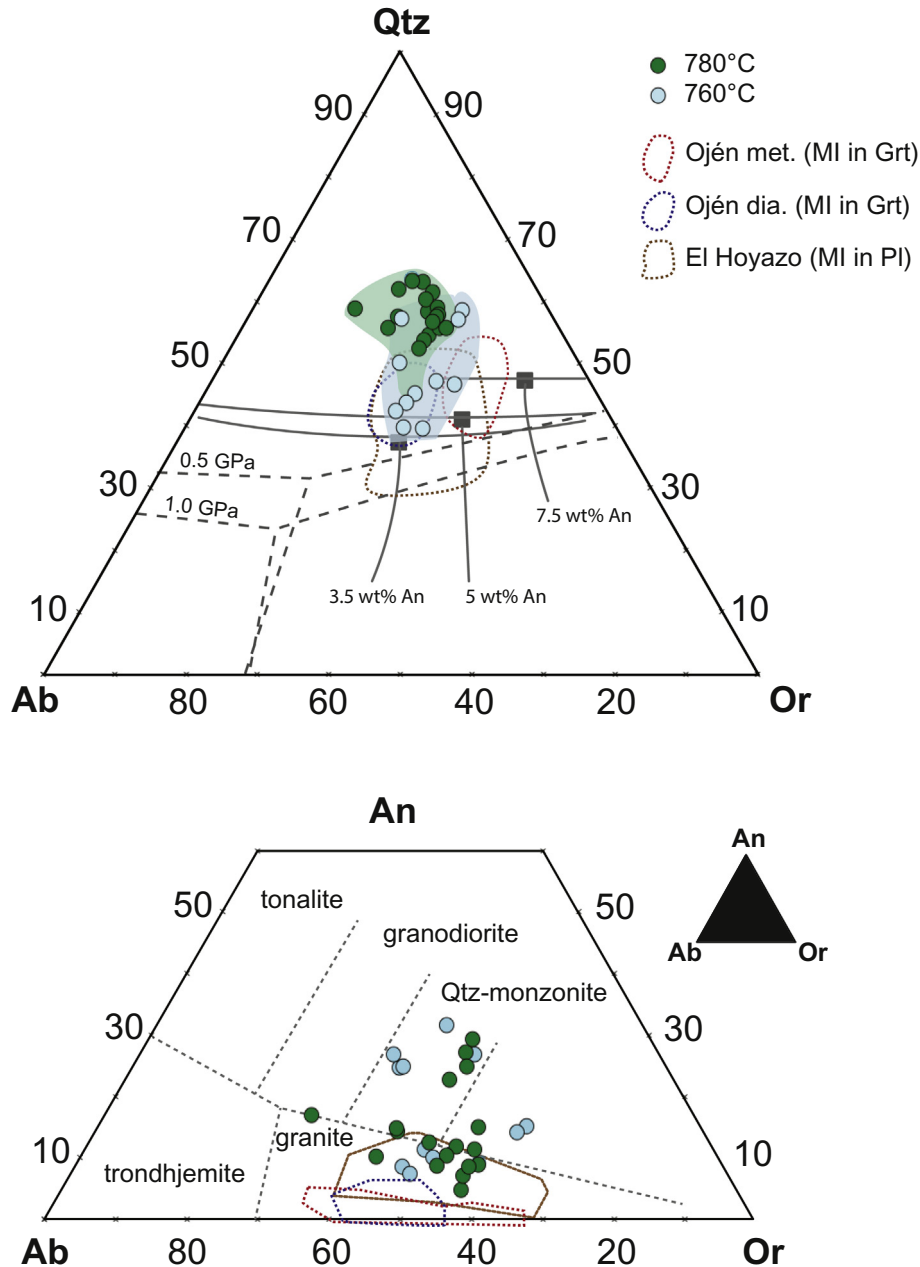 Qtz
780°C
760°C
90 90
Ojén met. (MI in Grt)
Ojén dia. (MI in Grt)
El Hoyazo (MI in Pl)
70 70
50 50
0.5 GPa
30 30
1.0 GPa
7.5 wt% An
3.5 wt% An 5 wt% An
10 10
Ab 80 60 40 20 Or
An
An
Ab Or
tonalite
50 50
granodiorite
Qtz-monzonite
30 30
granite
10 10
trondhjemite
Ab 80 60 40 20 Or